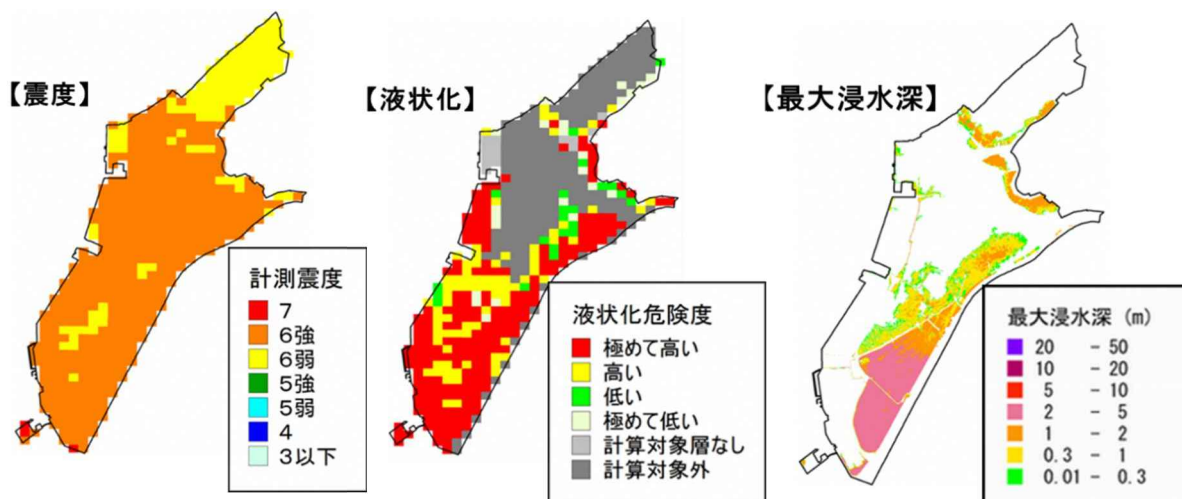 【震度】
計測震度
7
6強
6弱
5強
5弱
4
3以下
【液状化】
液状化危険度
極めて高い
高い
低い
極めて低い
計算対象層なし
計算対象外
【最大浸水深】
最大浸水深 (m)
20 - 50
10 - 20
5 - 10
2 - 5
1 - 2
0.3 - 1
0.01 - 0.3